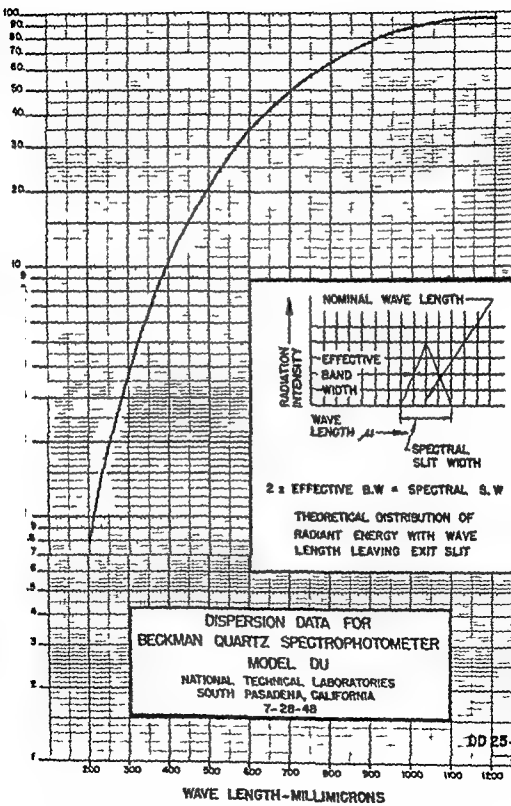 100.
90.
80.
70.
60.
50.
40.
30.
20.
10
9
1
.9
.8
.7
.6
.5
.4
.3
.2
NOMINAL WAVE LENGTH
RADIATION
INTENSITY
EFFECTIVE
BAND
WIDTH
WAVE
LENGTH μ
SPECTRAL
SLIT WIDTH
2 x EFFECTIVE B.W = SPECTRAL S.W
THEORETICAL DISTRIBUTION OF
RADIANT ENERGY WITH WAVE
LENGTH LEAVING EXIT SLIT
DISPERSION DATA FOR
BECKMAN QUARTZ SPECTROPHOTOMETER
MODEL DU
NATIONAL TECHNICAL LABORATORIES
SOUTH PASADENA, CALIFORNIA
7-28-48
DD 25-
200 300 400 500 600 700 800 900 1000 1100 1200
WAVE LENGTH-MILLIMICRONS